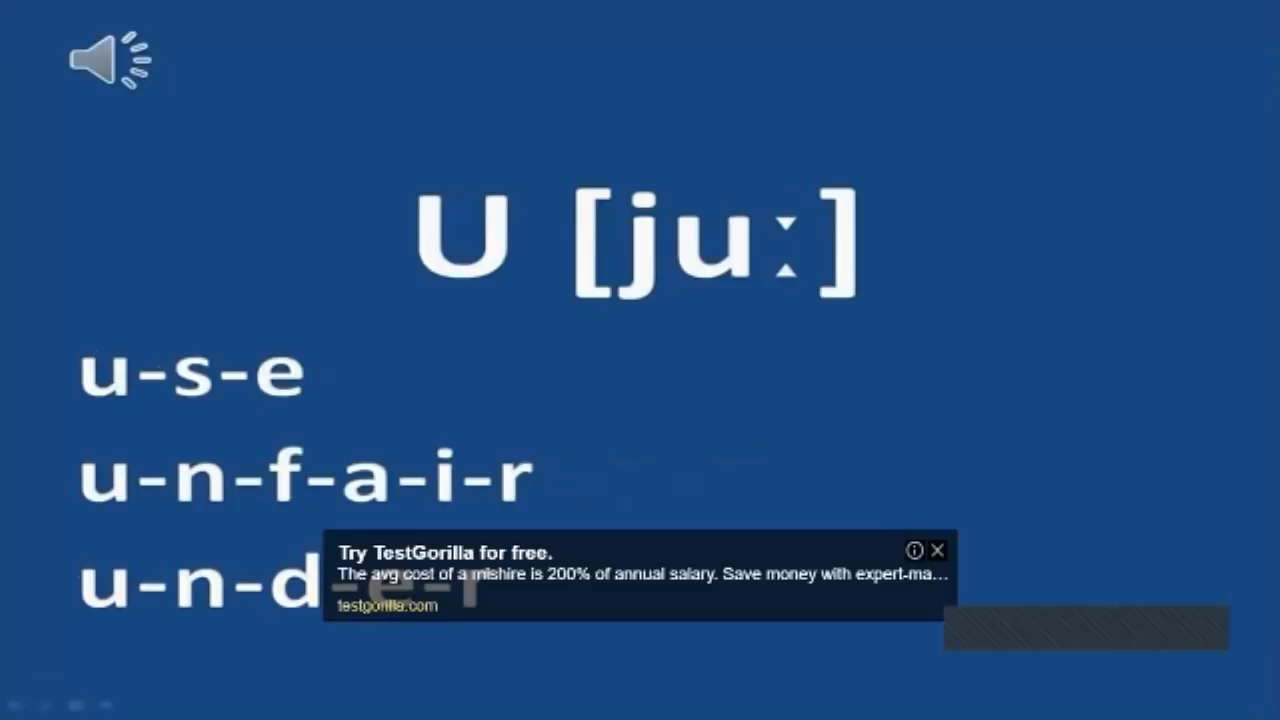 U [juː]
u-s-e
u-n-f-a-i-r
u-n-d-e-r
Try TestGorilla for free.
The avg cost of a mishire is 200% of annual salary. Save money with expert-ma...
testgorilla.com